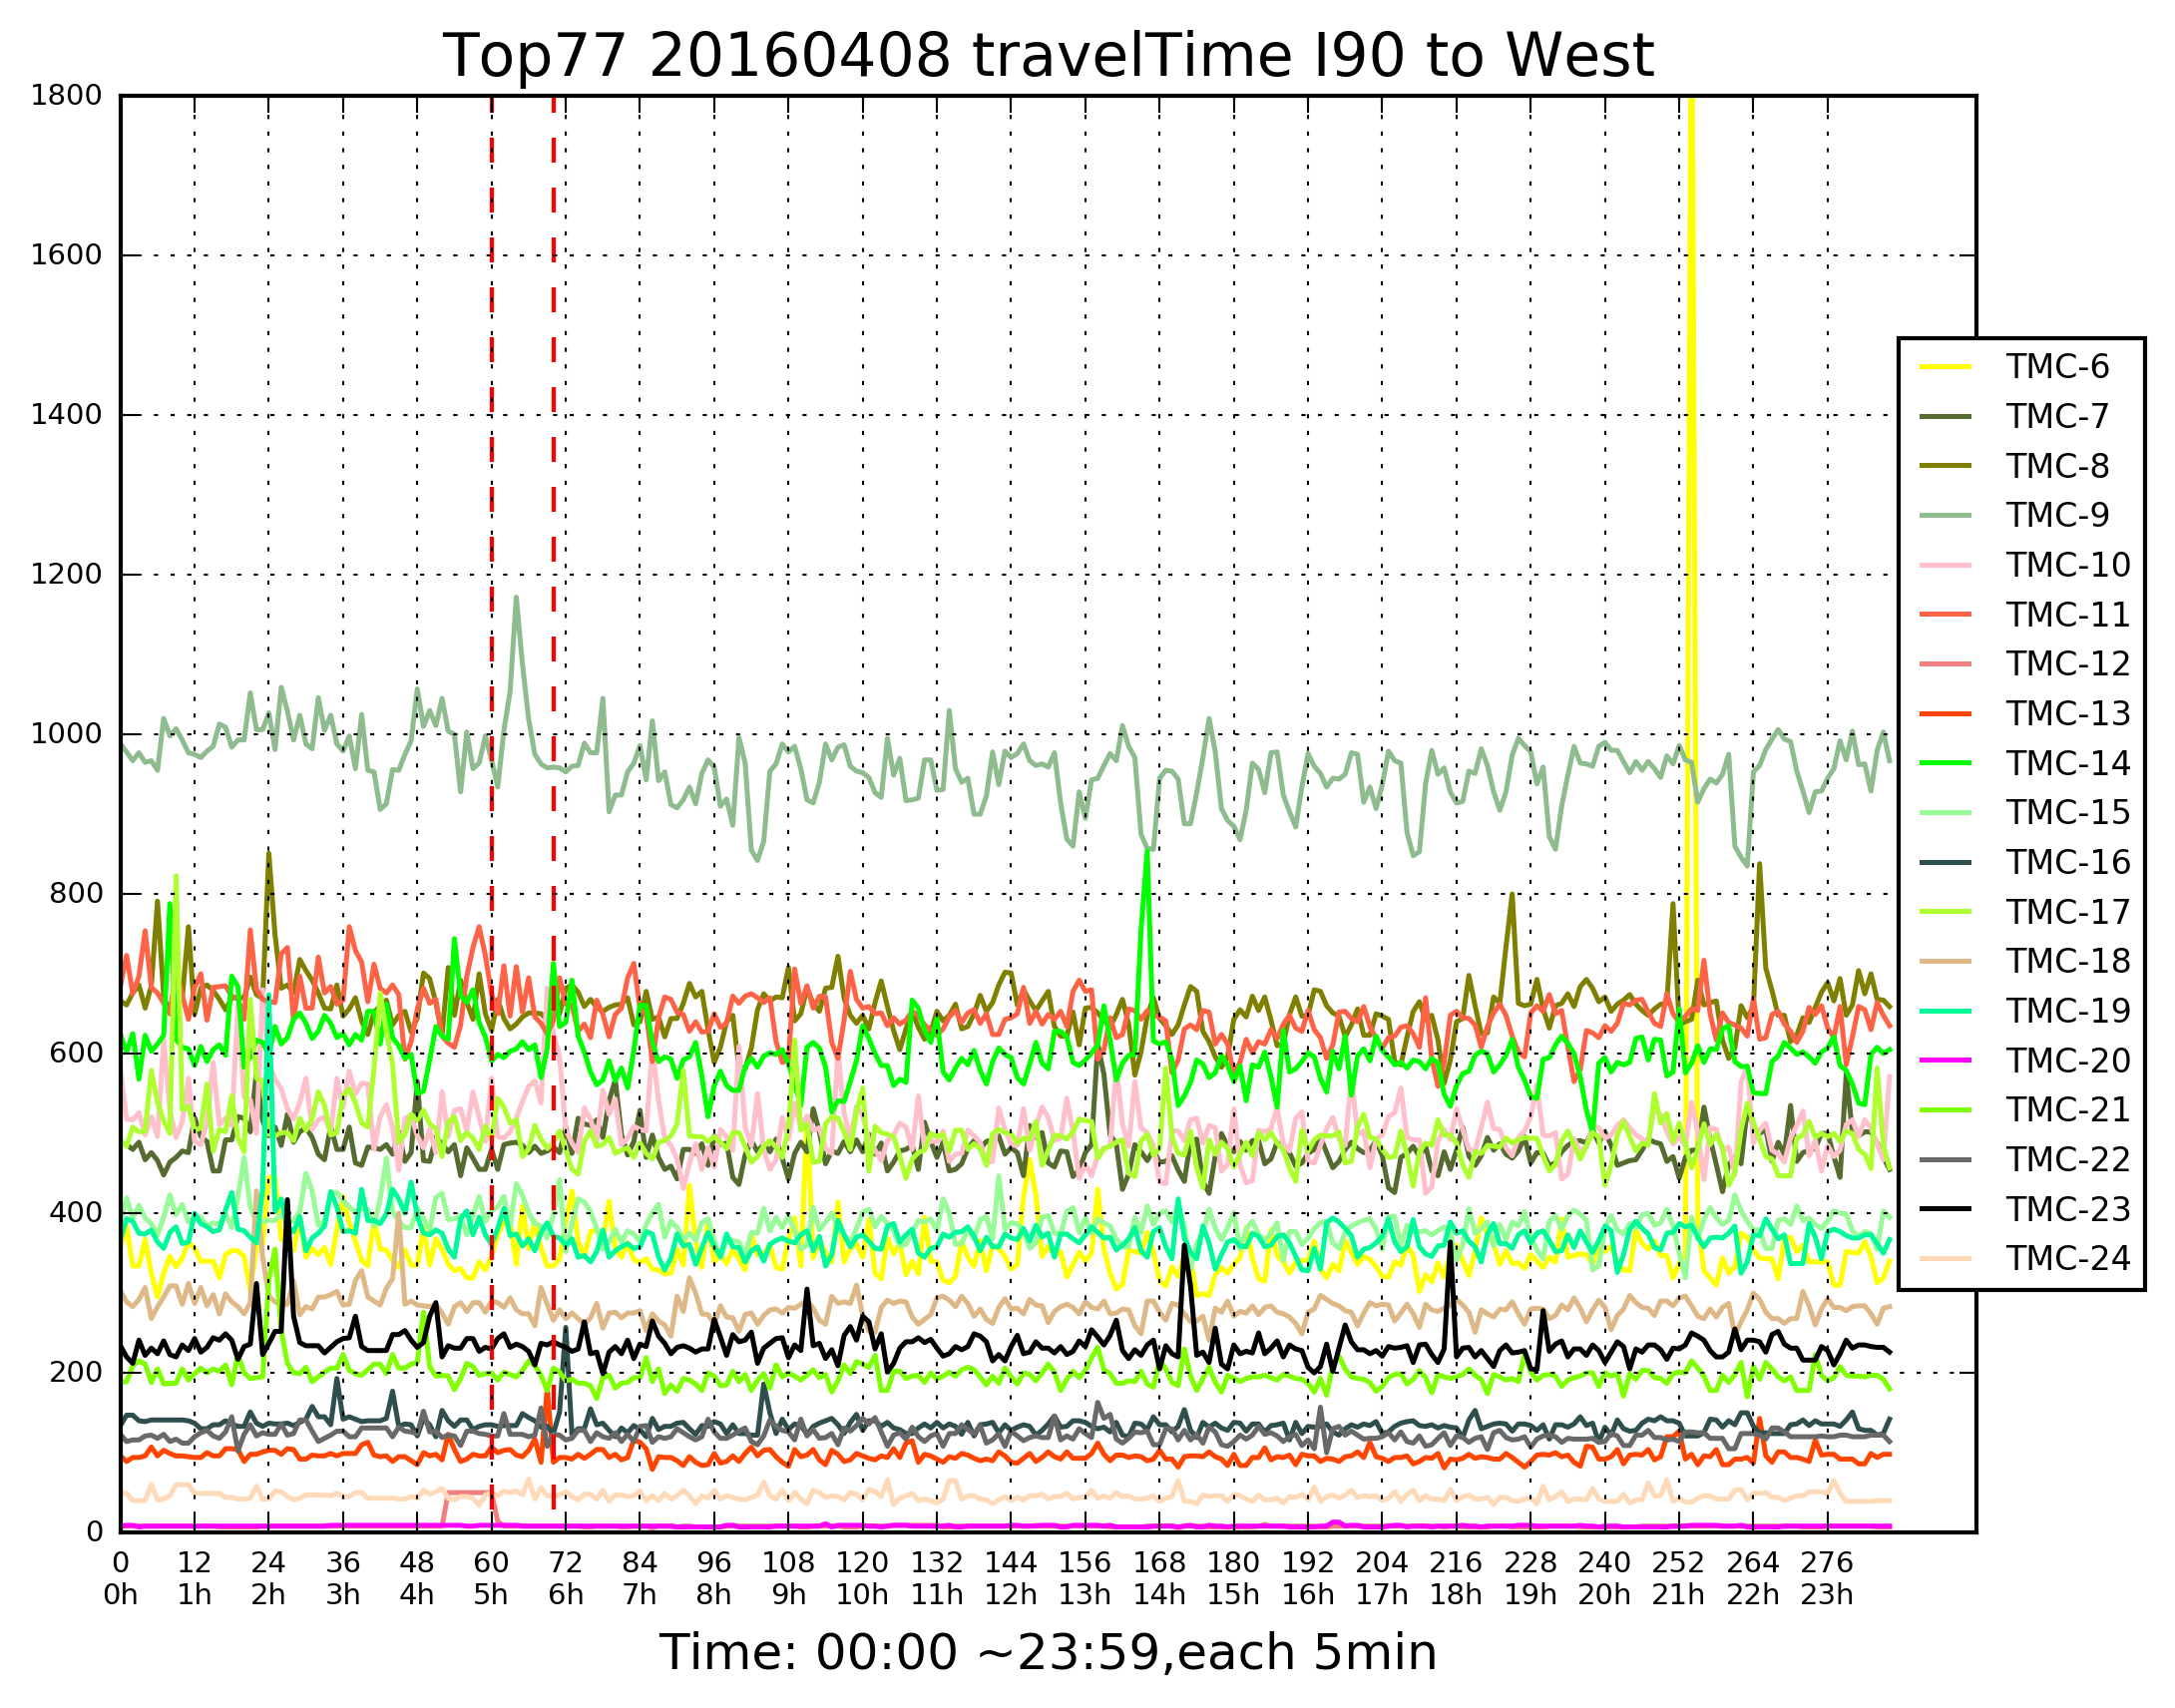 Top77 20160408 travelTime I90 to West
1800
1600
1400
1200
1000
800
600
400
200
0
TMC-6
TMC-7
TMC-8
TMC-9
TMC-10
TMC-11
TMC-12
TMC-13
TMC-14
TMC-15
TMC-16
TMC-17
TMC-18
TMC-19
TMC-20
TMC-21
TMC-22
TMC-23
TMC-24
0 12 24 36 48 60 72 84 96 108 120 132 144 156 168 180 192 204 216 228 240 252 264 276
0h 1h 2h 3h 4h 5h 6h 7h 8h 9h 10h 11h 12h 13h 14h 15h 16h 17h 18h 19h 20h 21h 22h 23h
Time: 00:00 ~23:59,each 5min